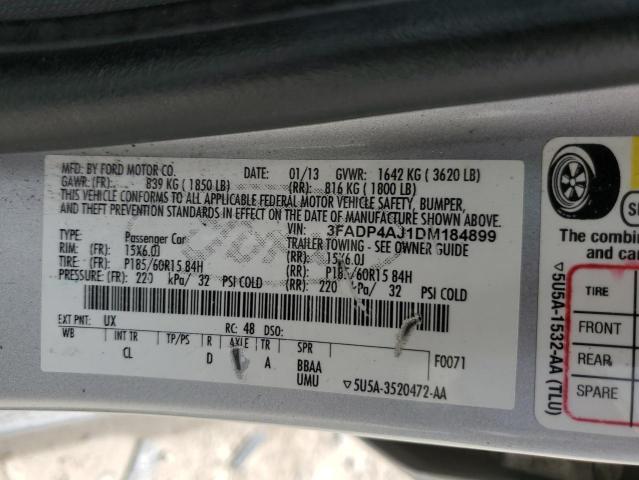 MFD. BY FORD MOTOR CO.
DATE: 01/13 GVWR: 1642 KG ( 3620 LB)
GAWR: (FR): 839 KG ( 1850 LB) (RR): 816 KG ( 1800 LB)
THIS VEHICLE CONFORMS TO ALL APPLICABLE FEDERAL MOTOR VEHICLE SAFETY, BUMPER,
AND THEFT PREVENTION STANDARDS IN EFFECT ON THE DATE OF MANUFACTURE SHOWN ABOVE.
VIN: 3FADP4AJ1DM184899
TYPE: Passenger Car TRAILER TOWING - SEE OWNER GUIDE
RIM: (FR): 15X6.0J (RR): 15X6.0J
TIRE: (FR): P185/60R15 84H (RR): P185/60R15 84H
PRESSURE: (FR): 220 kPa/ 32 PSI COLD (RR): 220 kPa/ 32 PSI COLD
EXT PNT: UX RC: 48 DSO:
WB INT TR TP/PS R AXLE TR SPR
CL D A BBAA F0071
UMU ▽5U5A-3520472-AA
The combin
and car
TIRE
FRONT
REAR
SPARE
▽5U5A-1532-AA (TLU)